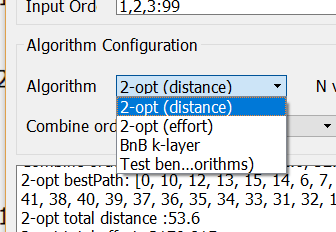 Input Ord 1,2,3:99
Algorithm Configuration
Algorithm 2-opt (distance) N v
2-opt (distance)
2-opt (effort)
Combine ord
BnB k-layer
Test ben...orithms)
2-opt bestPath: [0, 10, 12, 13, 15, 14, 6, 7,
41, 38, 40, 39, 37, 36, 35, 34, 33, 31, 32, 1
2-opt total distance :53.6